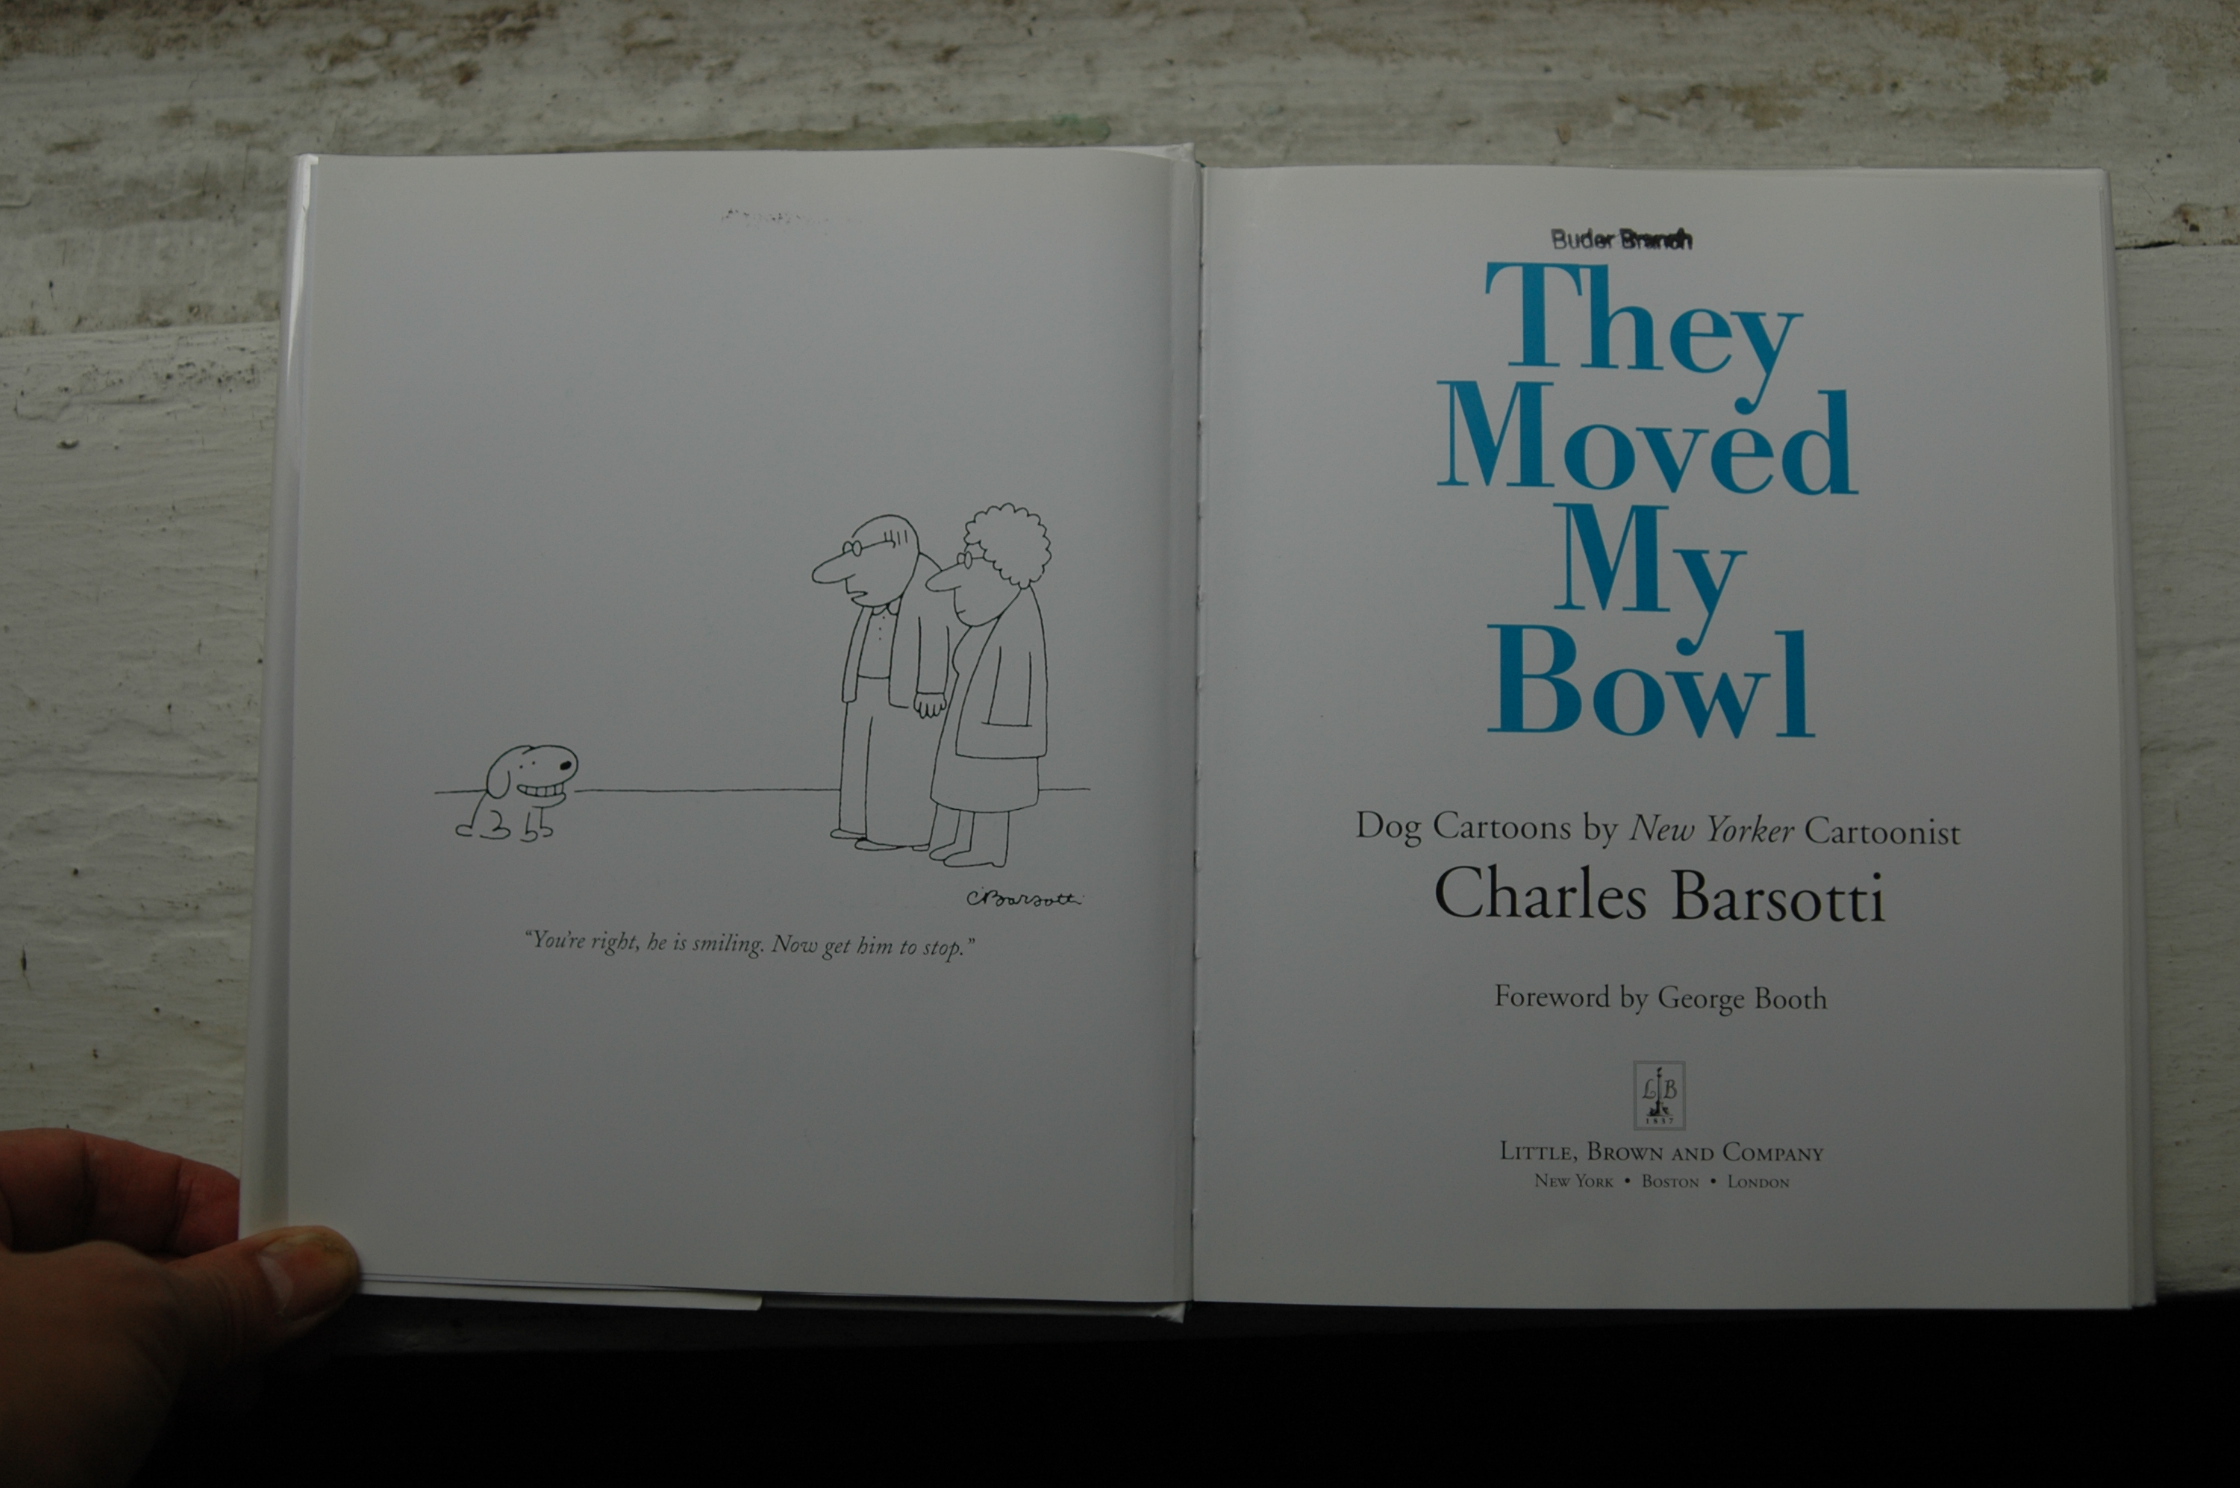 CBarsotti
“You’re right, he is smiling. Now get him to stop.”
Buder Branch
They
Moved
My
Bowl
Dog Cartoons by New Yorker Cartoonist
Charles Barsotti
Foreword by George Booth
L B
1837
LITTLE, BROWN AND COMPANY
NEW YORK • BOSTON • LONDON